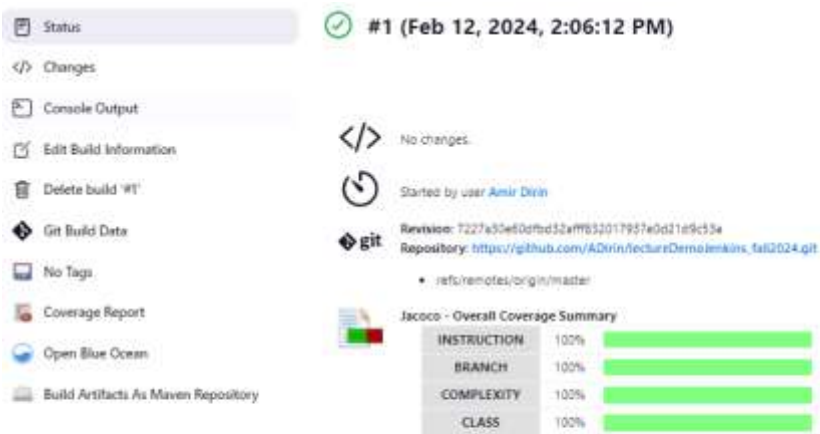 Status
Changes
Console Output
Edit Build Information
Delete build '#1'
Git Build Data
No Tags
Coverage Report
Open Blue Ocean
Build Artifacts As Maven Repository
#1 (Feb 12, 2024, 2:06:12 PM)
No changes.
Started by user Amir Dirin
git
Revision:
Repository: https://github.com/ADirin/lectureDemoJenkins_fall2024.git
refs/remotes/origin/master
Jacoco - Overall Coverage Summary
INSTRUCTION 100%
BRANCH 100%
COMPLEXITY 100%
CLASS 100%